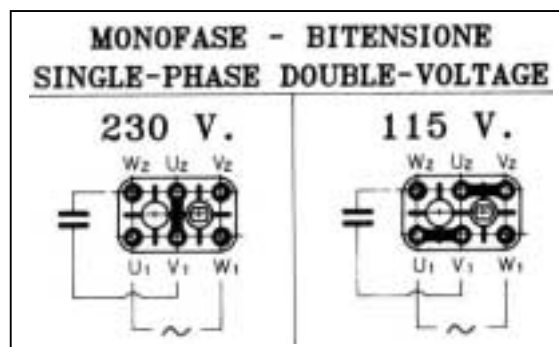 MONOFASE - BITENSIONE
SINGLE-PHASE DOUBLE-VOLTAGE
230 V.
115 V.
W2 U2 V2
W2 U2 V2
U1 V1 W1
U1 V1 W1